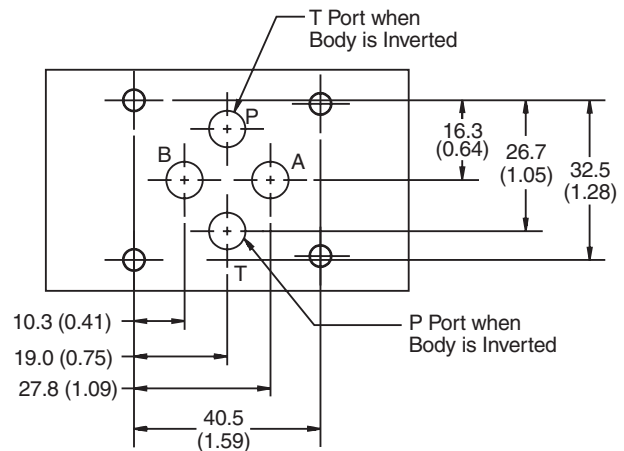 T Port when
Body is Inverted
P
B
A
T
16.3
(0.64)
26.7
(1.05)
32.5
(1.28)
10.3 (0.41)
19.0 (0.75)
27.8 (1.09)
40.5
(1.59)
P Port when
Body is Inverted